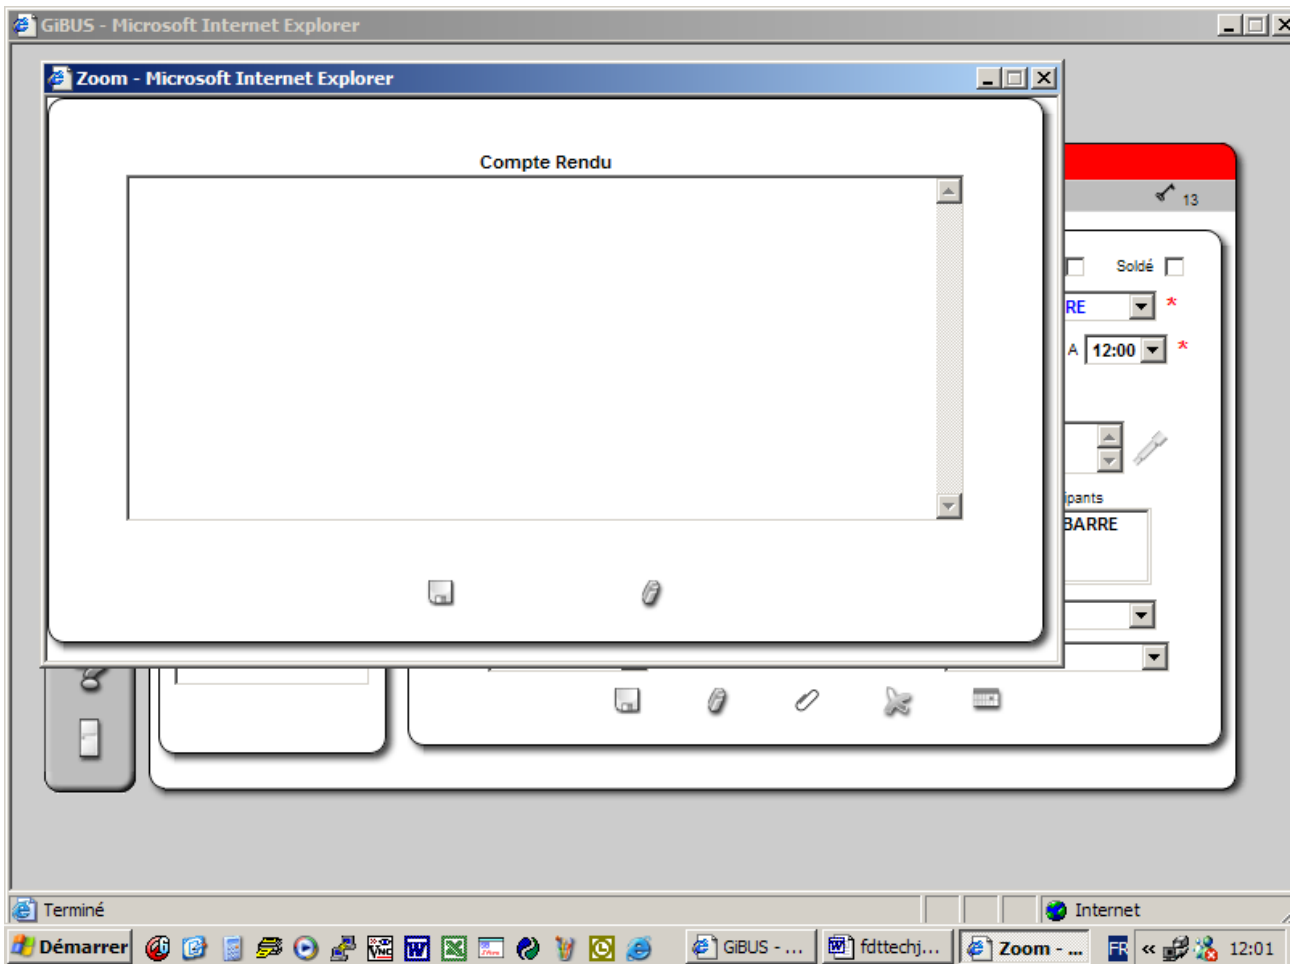 GiBUS - Microsoft Internet Explorer
Zoom - Microsoft Internet Explorer
Compte Rendu
13
Soldé
RE
*
A 12:00 *
ipants
BARRE
Terminé
Internet
Démarrer
GiBUS - ...
fdttechj...
Zoom - ...
FR
«
12:01